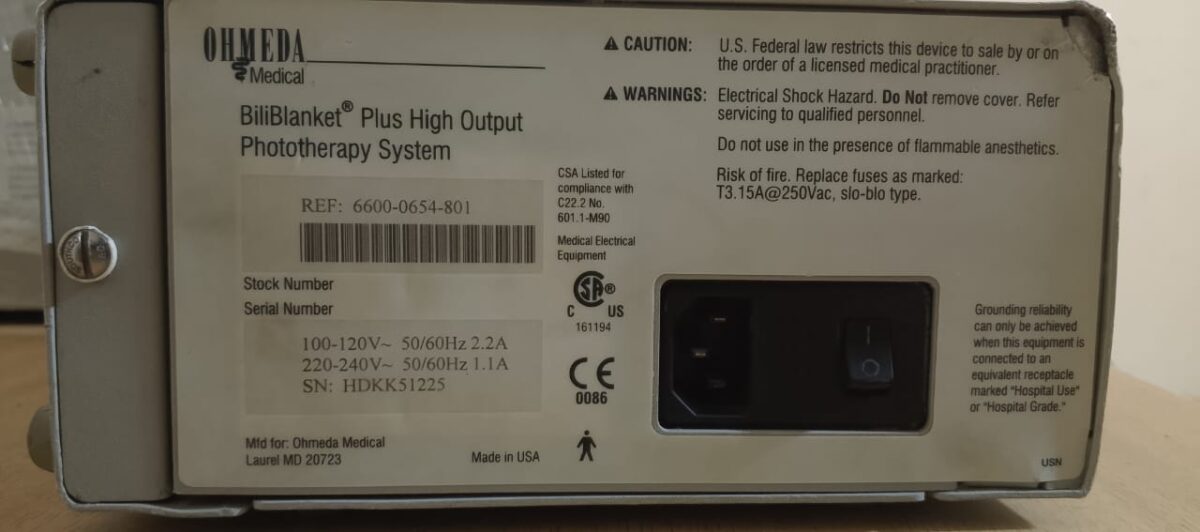 OHMEDA
Medical
BiliBlanket® Plus High Output
Phototherapy System
REF: 6600-0654-801
Stock Number
Serial Number
100-120V~ 50/60Hz 2.2A
220-240V~ 50/60Hz 1.1A
SN: HDKK51225
Mfd for: Ohmeda Medical
Laurel MD 20723
Made in USA
CSA Listed for
compliance with
C22.2 No.
601.1-M90
Medical Electrical
Equipment
SA®
C US
161194
CE
0086
⚠ CAUTION: U.S. Federal law restricts this device to sale by or on
the order of a licensed medical practitioner.
⚠ WARNINGS: Electrical Shock Hazard. Do Not remove cover. Refer
servicing to qualified personnel.
Do not use in the presence of flammable anesthetics.
Risk of fire. Replace fuses as marked:
T3.15A@250Vac, slo-blo type.
Grounding reliability
can only be achieved
when this equipment is
connected to an
equivalent receptacle
marked "Hospital Use"
or "Hospital Grade."
USN